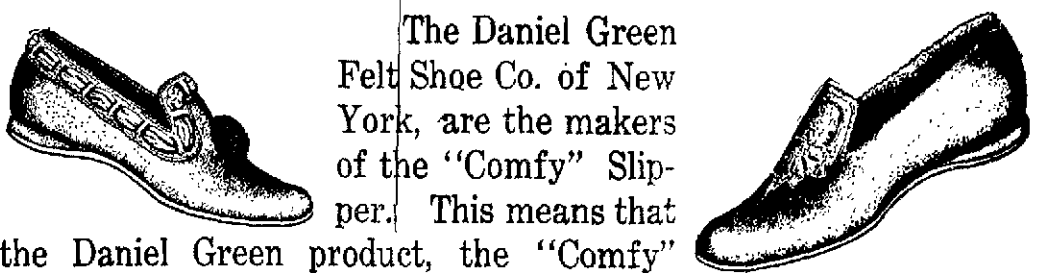 The Daniel Green
Felt Shoe Co. of New
York, are the makers
of the “Comfy” Slip-
per. This means that
the Daniel Green product, the “Comfy”